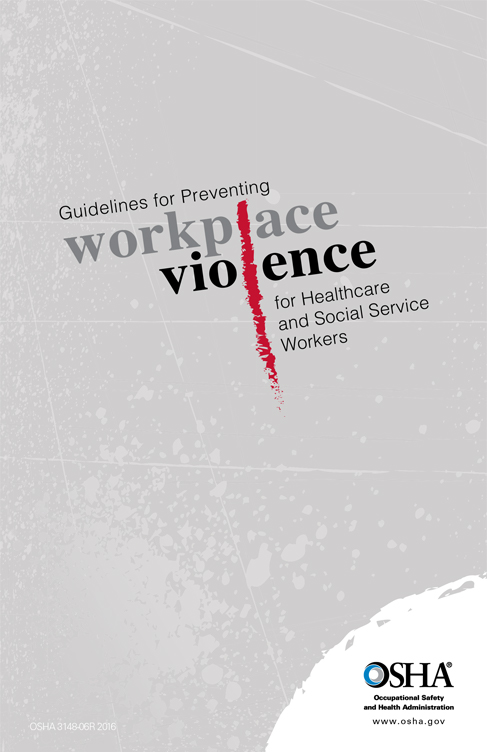 Guidelines for Preventing
workplace
violence
for Healthcare
and Social Service
Workers
OSHA®
Occupational Safety
and Health Administration
www.osha.gov
OSHA 3148-06R 2016